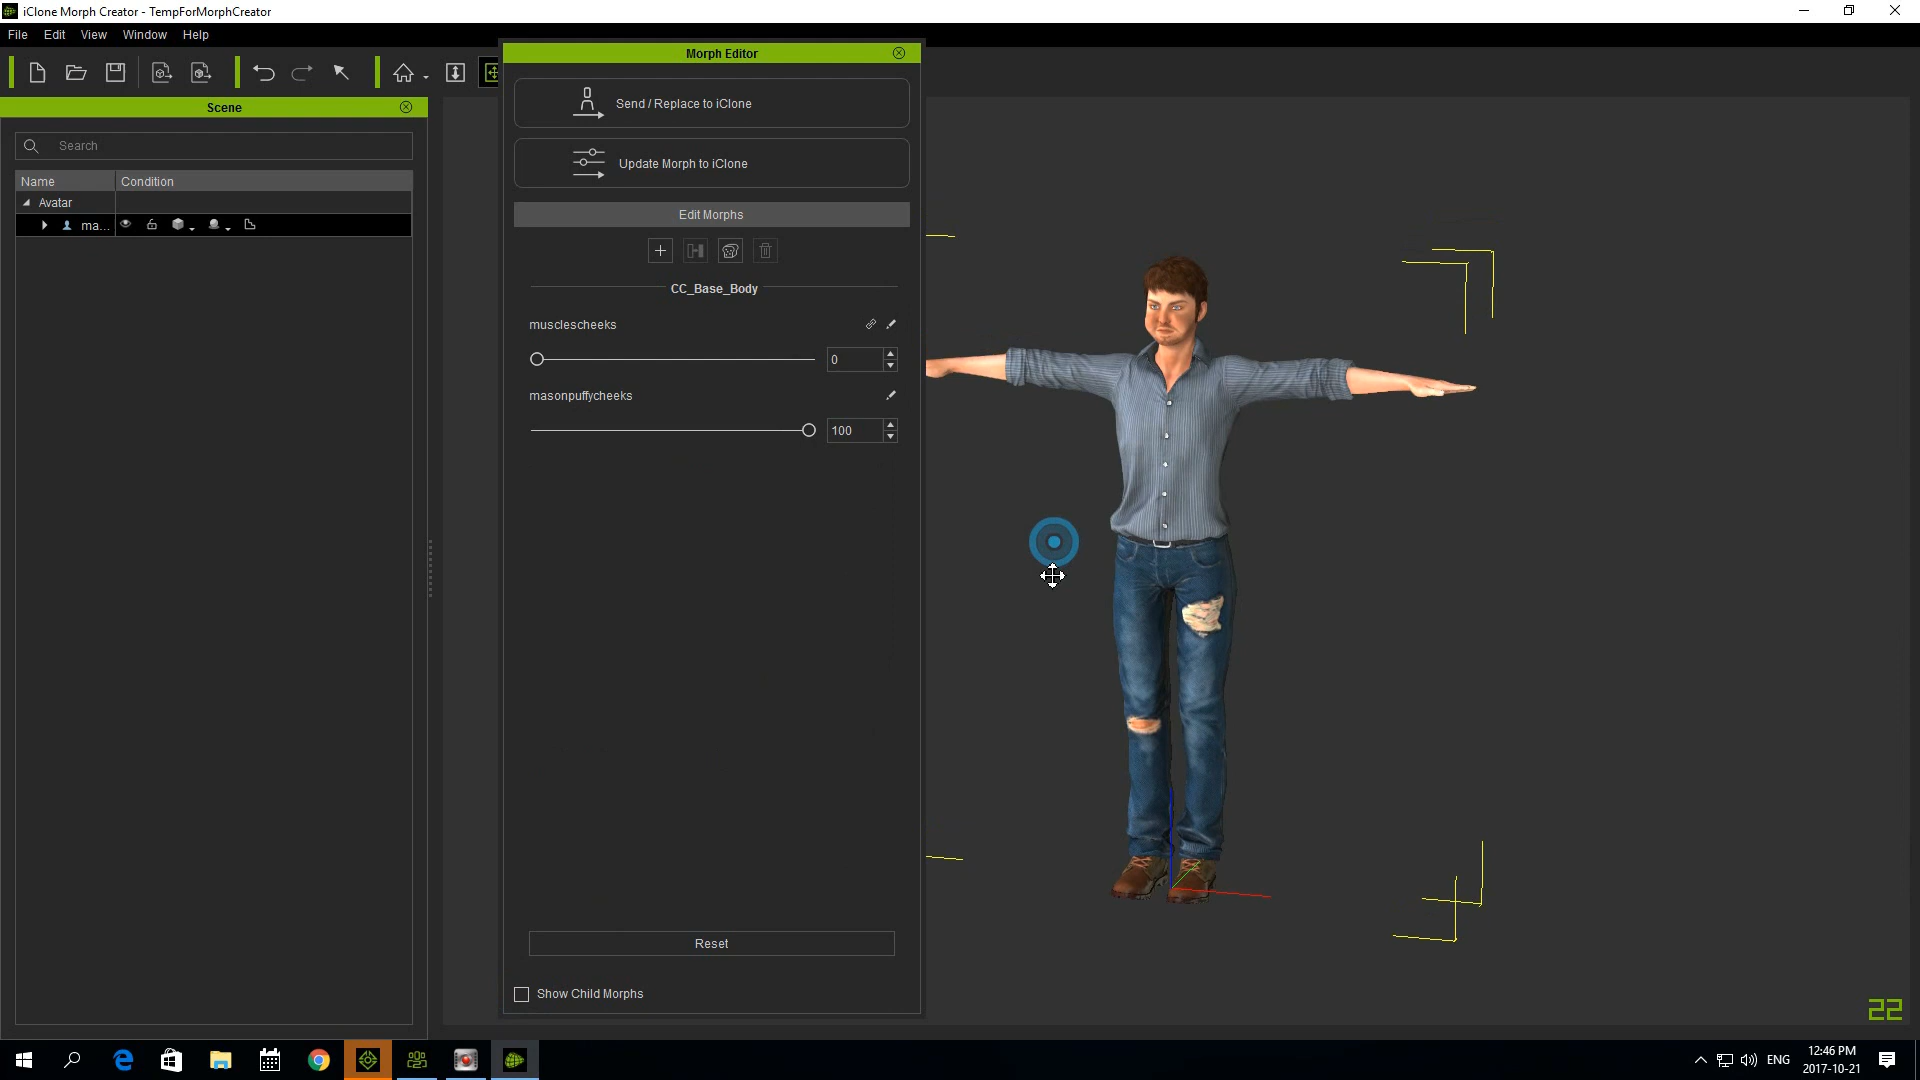 iClone Morph Creator - TempForMorphCreator
File Edit View Window Help
Morph Editor
Scene
Send / Replace to iClone
Search
Update Morph to iClone
Name Condition
Avatar
ma...
Edit Morphs
CC_Base_Body
musclescheeks
0
masonpuffycheeks
100
Reset
Show Child Morphs
22
ENG
12:46 PM
2017-10-21